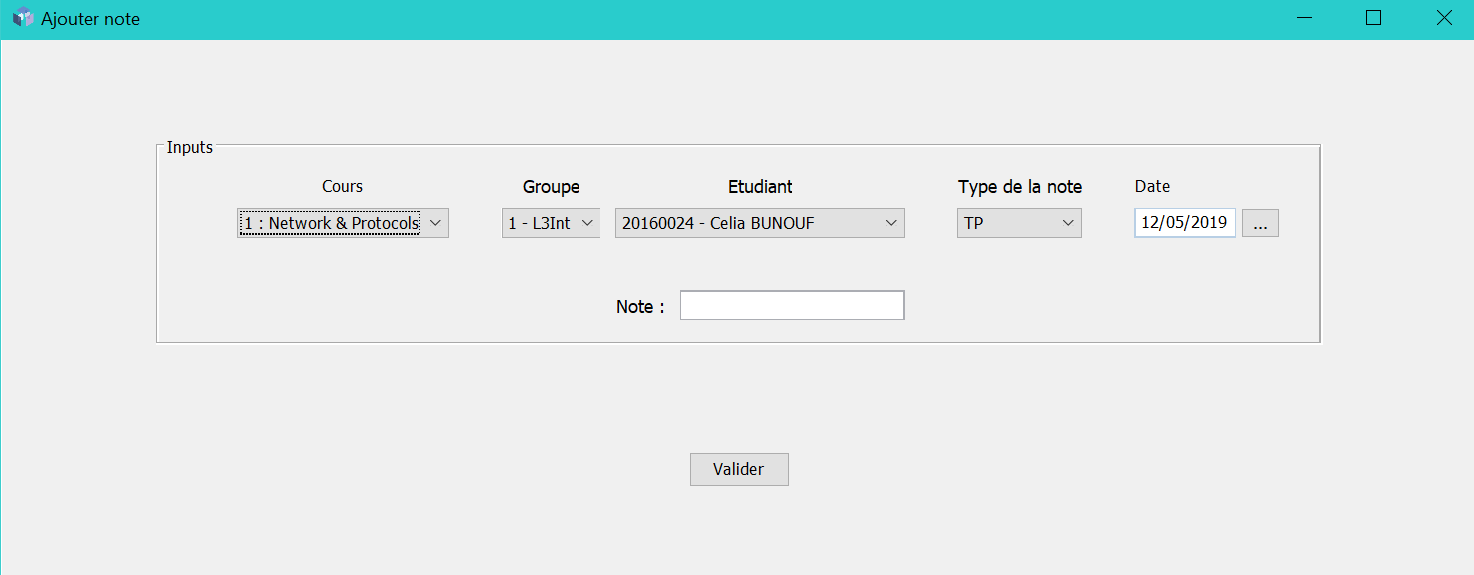 Ajouter note
Inputs
Cours Groupe Etudiant Type de la note Date
1 : Network & Protocols 1 - L3Int 20160024 - Celia BUNOUF TP 12/05/2019 ...
Note :
Valider